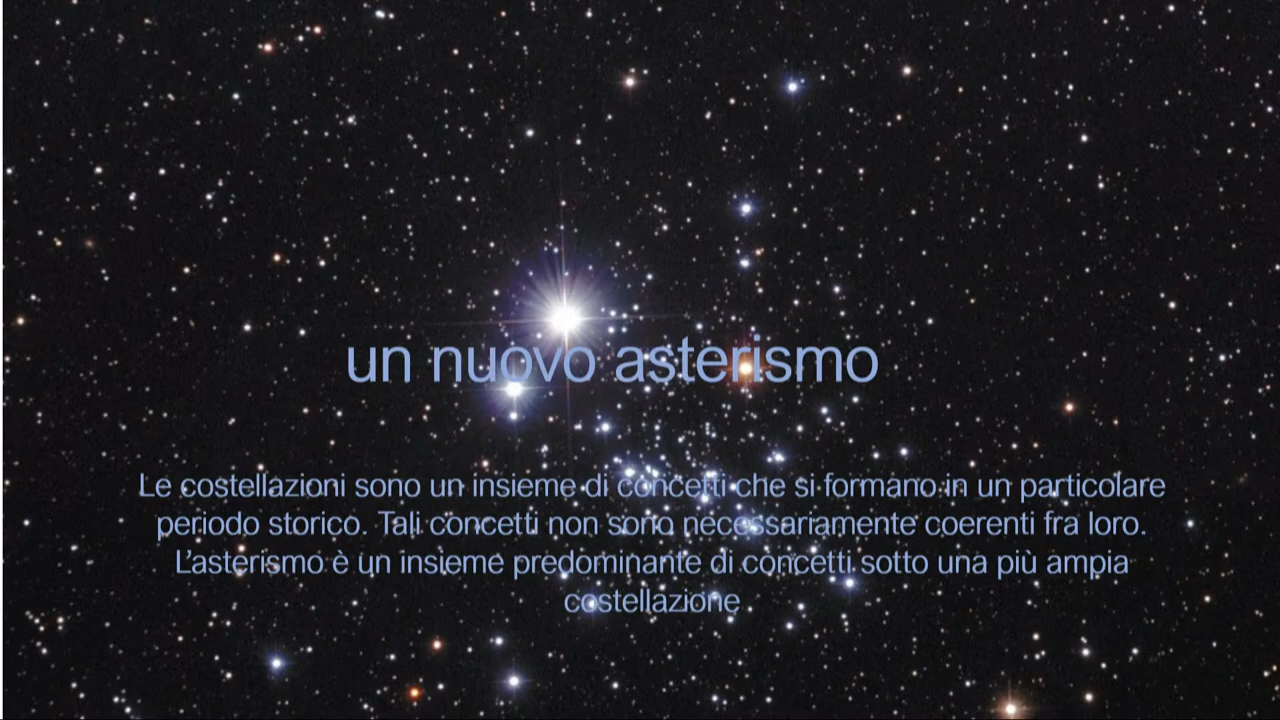 un nuovo asterismo
Le costellazioni sono un insieme di concetti che si formano in un particolare
periodo storico. Tali concetti non sono necessariamente coerenti fra loro.
L’asterismo è un insieme predominante di concetti sotto una più ampia
costellazione